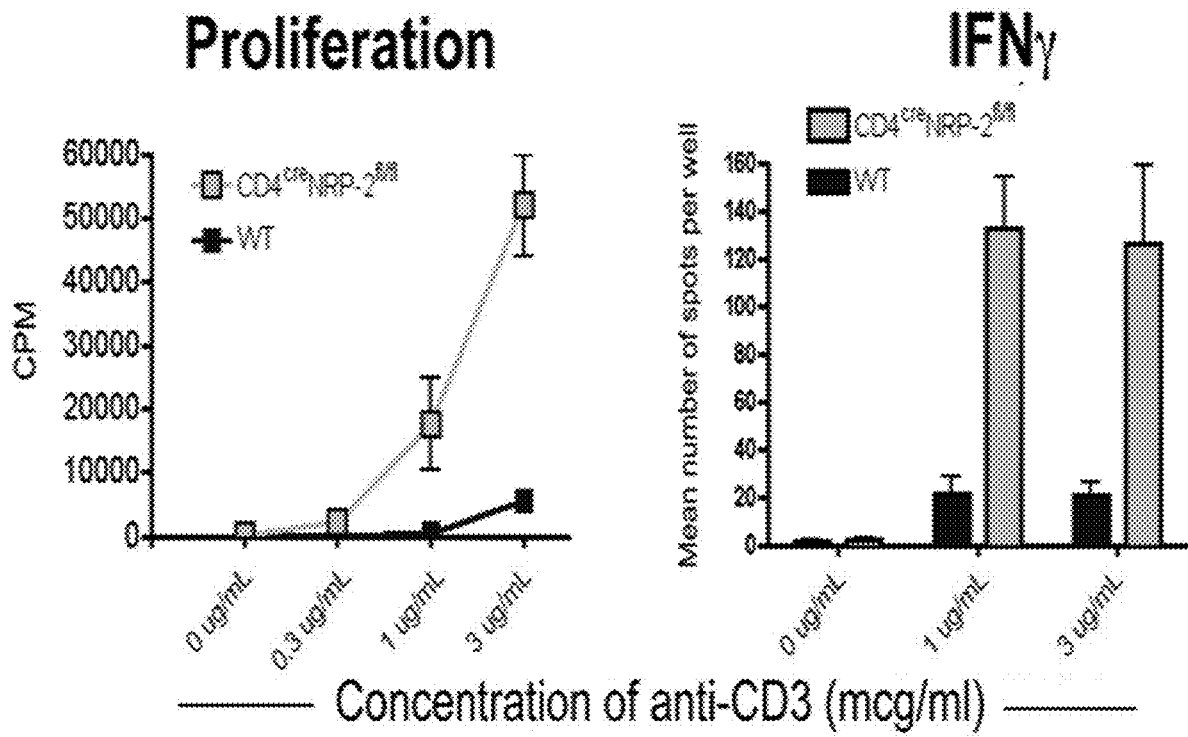 Proliferation
CD4creNRP-2fl/fl
WT
CPM
60000
50000
40000
30000
20000
10000
0
0 ug/mL
0.3 ug/mL
1 ug/mL
3 ug/mL
IFNγ
CD4creNRP-2fl/fl
WT
Mean number of spots per well
160
140
120
100
80
60
40
20
0
0 ug/mL
1 ug/mL
3 ug/mL
Concentration of anti-CD3 (mcg/ml)